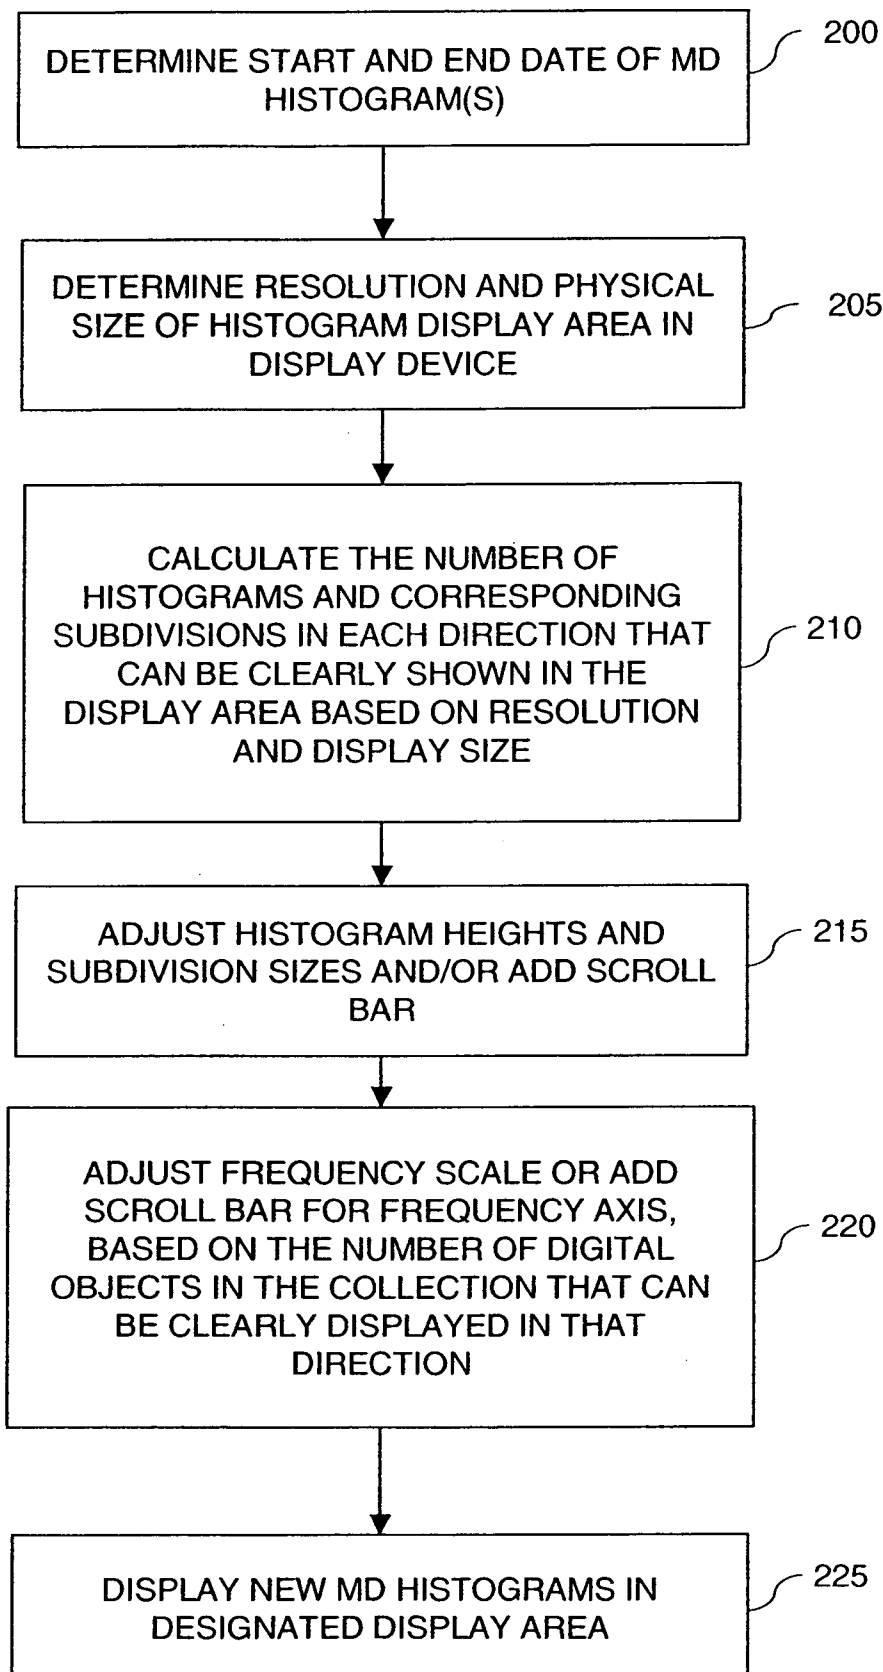 200
DETERMINE START AND END DATE OF MD
HISTOGRAM(S)
DETERMINE RESOLUTION AND PHYSICAL
SIZE OF HISTOGRAM DISPLAY AREA IN
DISPLAY DEVICE
205
CALCULATE THE NUMBER OF
HISTOGRAMS AND CORRESPONDING
SUBDIVISIONS IN EACH DIRECTION THAT
CAN BE CLEARLY SHOWN IN THE
DISPLAY AREA BASED ON RESOLUTION
AND DISPLAY SIZE
210
ADJUST HISTOGRAM HEIGHTS AND
SUBDIVISION SIZES AND/OR ADD SCROLL
BAR
215
ADJUST FREQUENCY SCALE OR ADD
SCROLL BAR FOR FREQUENCY AXIS,
BASED ON THE NUMBER OF DIGITAL
OBJECTS IN THE COLLECTION THAT CAN
BE CLEARLY DISPLAYED IN THAT
DIRECTION
220
DISPLAY NEW MD HISTOGRAMS IN
DESIGNATED DISPLAY AREA
225